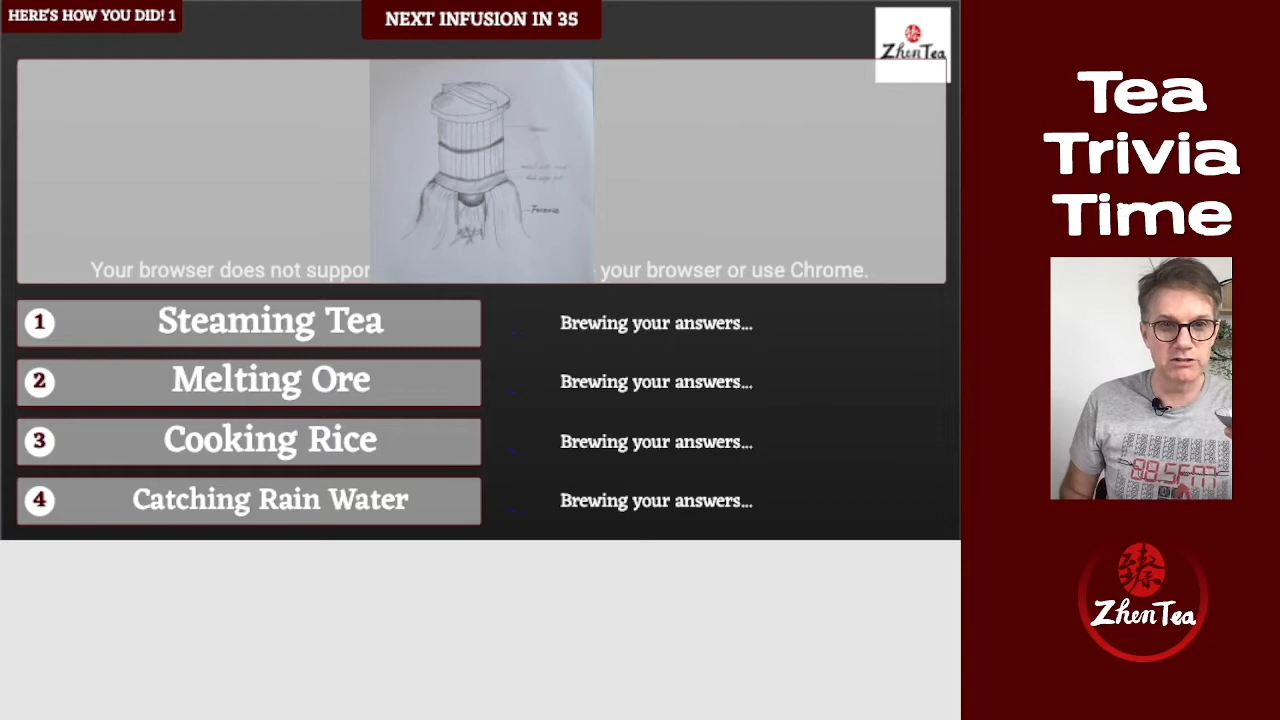 HERE'S HOW YOU DID! 1
NEXT INFUSION IN 35
ZhenTea
Your browser does not suppor
your browser or use Chrome.
Furnace
1 Steaming Tea
Brewing your answers...
2 Melting Ore
Brewing your answers...
3 Cooking Rice
Brewing your answers...
4 Catching Rain Water
Brewing your answers...
Tea
Trivia
Time
88.5FM
臻
ZhenTea